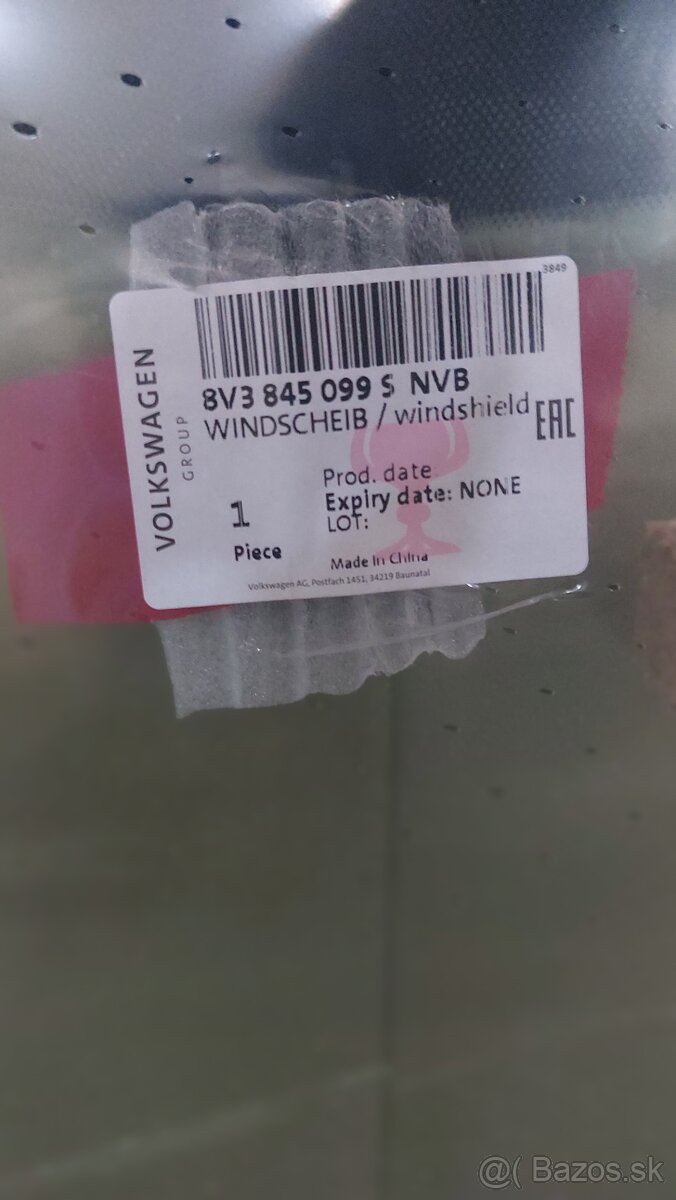 3849
VOLKSWAGEN
GROUP
8V3 845 099 S NVB
WINDSCHEIB / windshield
EAC
Prod. date
Expiry date: NONE
LOT:
1
Piece
Made in China
Volkswagen AG, Postfach 1451, 34219 Baunatal
@( Bazos.sk